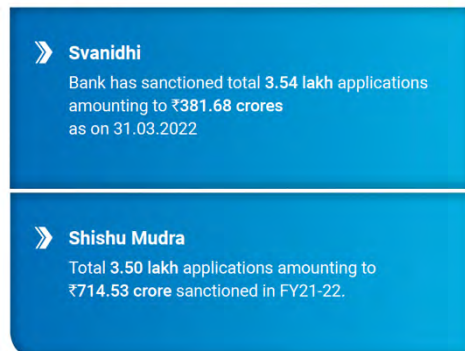 Svanidhi
Bank has sanctioned total 3.54 lakh applications
amounting to ₹381.68 crores
as on 31.03.2022
Shishu Mudra
Total 3.50 lakh applications amounting to
₹714.53 crore sanctioned in FY21-22.